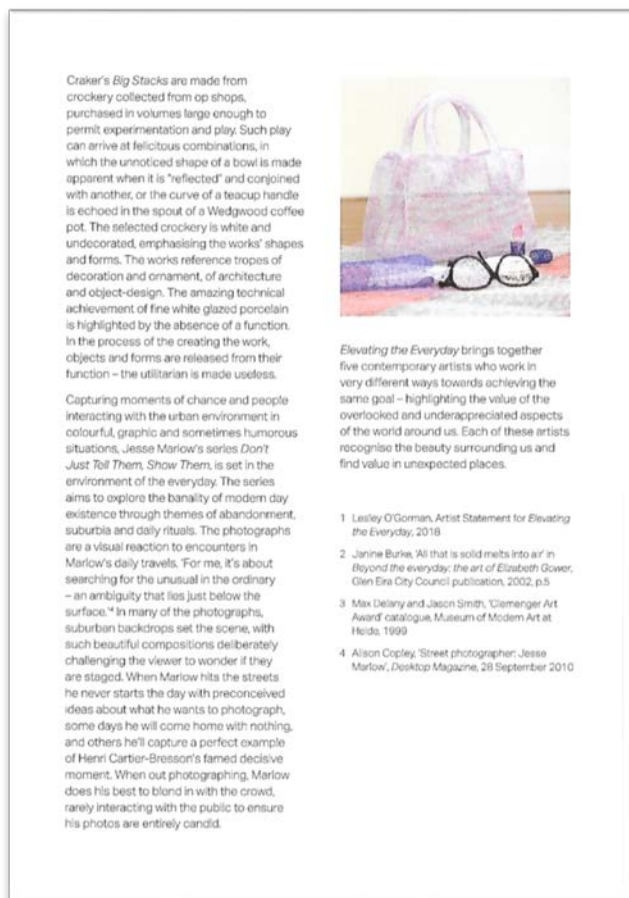 Craker's Big Stacks are made from
crockery collected from op shops,
purchased in volumes large enough to
permit experimentation and play. Such play
can arrive at felicitous combinations, in
which the unnoticed shape of a bowl is made
apparent when it is "reflected" and conjoined
with another, or the curve of a teacup handle
is echoed in the spout of a Wedgwood coffee
pot. The selected crockery is white and
undecorated, emphasising the works' shapes
and forms. The works reference tropes of
decoration and ornament, of architecture
and object-design. The amazing technical
achievement of fine white glazed porcelain
is highlighted by the absence of a function.
In the process of the creating the work,
objects and forms are released from their
function – the utilitarian is made useless.
Capturing moments of chance and people
interacting with the urban environment in
colourful, graphic and sometimes humorous
situations, Jesse Marlow's series Don't
Just Tell Them, Show Them, is set in the
environment of the everyday. The series
aims to explore the banality of modern day
existence through themes of abandonment,
suburbia and daily rituals. The photographs
are a visual reaction to encounters in
Marlow's daily travels. 'For me, it's about
searching for the unusual in the ordinary
– an ambiguity that lies just below the
surface.'4 In many of the photographs,
suburban backdrops set the scene, with
such beautiful compositions deliberately
challenging the viewer to wonder if they
are staged. When Marlow hits the streets
he never starts the day with preconceived
ideas about what he wants to photograph,
some days he will come home with nothing,
and others he'll capture a perfect example
of Henri Cartier-Bresson's famed decisive
moment. When out photographing, Marlow
does his best to blend in with the crowd,
rarely interacting with the public to ensure
his photos are entirely candid.
Elevating the Everyday brings together
five contemporary artists who work in
very different ways towards achieving the
same goal – highlighting the value of the
overlooked and underappreciated aspects
of the world around us. Each of these artists
recognise the beauty surrounding us and
find value in unexpected places.
1 Lesley O'Gorman, Artist Statement for Elevating
the Everyday, 2018
2 Janine Burke, 'All that is solid melts into air' in
Beyond the everyday: the art of Elizabeth Gower,
Glen Eira City Council publication, 2002, p.5
3 Max Delany and Jason Smith, 'Clemenger Art
Award' catalogue, Museum of Modern Art at
Heide, 1999
4 Alison Copley, 'Street photographer: Jesse
Marlow', Desktop Magazine, 28 September 2010